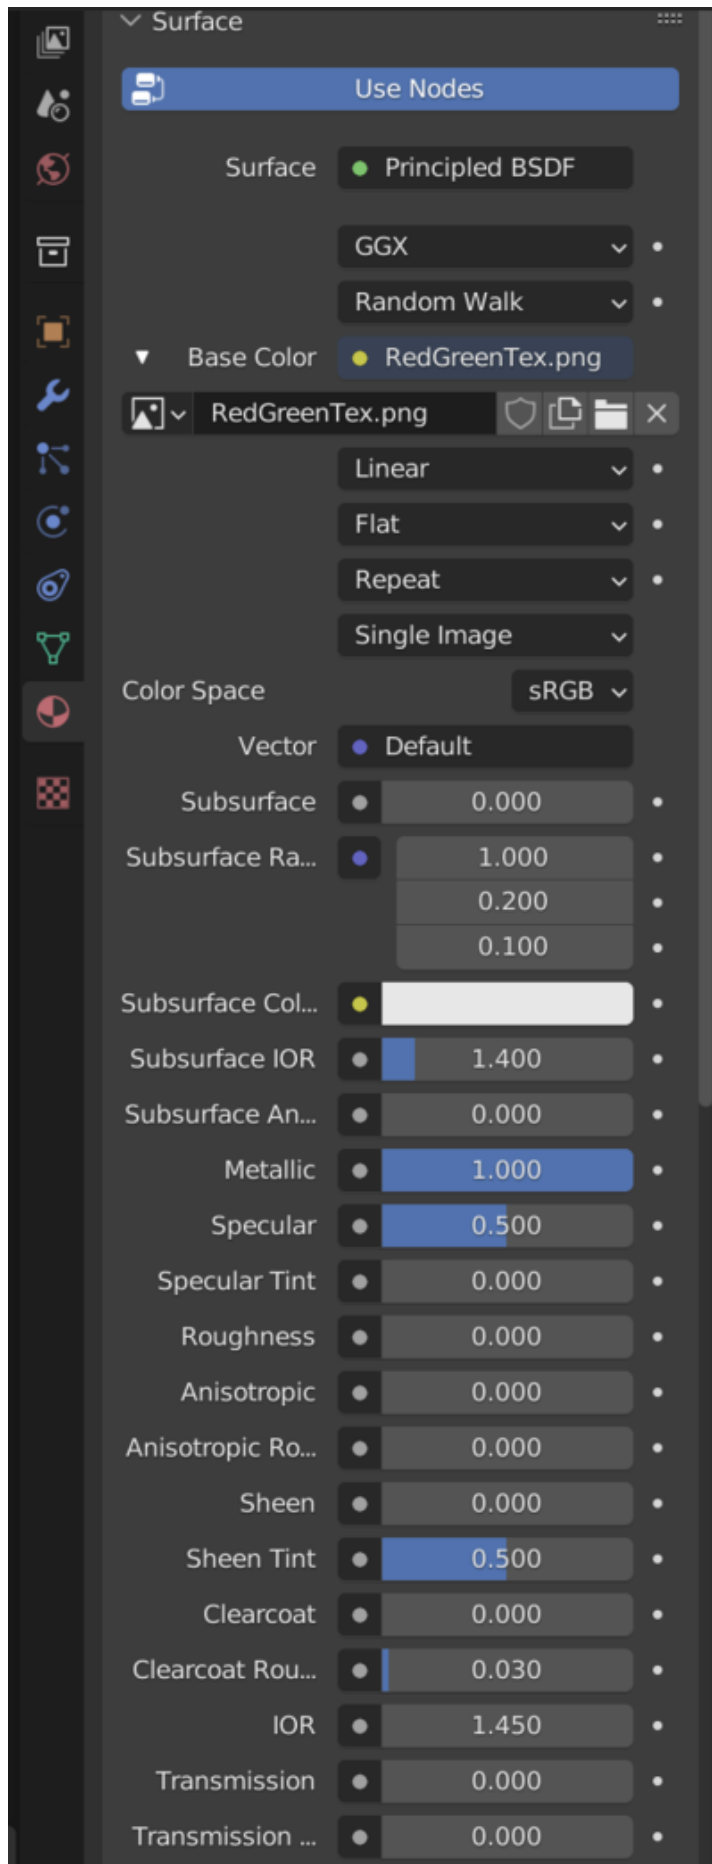 Surface
Use Nodes
Surface Principled BSDF
GGX
Random Walk
Base Color RedGreenTex.png
RedGreenTex.png
Linear
Flat
Repeat
Single Image
Color Space sRGB
Vector Default
Subsurface 0.000
Subsurface Ra... 1.000
0.200
0.100
Subsurface Col...
Subsurface IOR 1.400
Subsurface An... 0.000
Metallic 1.000
Specular 0.500
Specular Tint 0.000
Roughness 0.000
Anisotropic 0.000
Anisotropic Ro... 0.000
Sheen 0.000
Sheen Tint 0.500
Clearcoat 0.000
Clearcoat Rou... 0.030
IOR 1.450
Transmission 0.000
Transmission ... 0.000